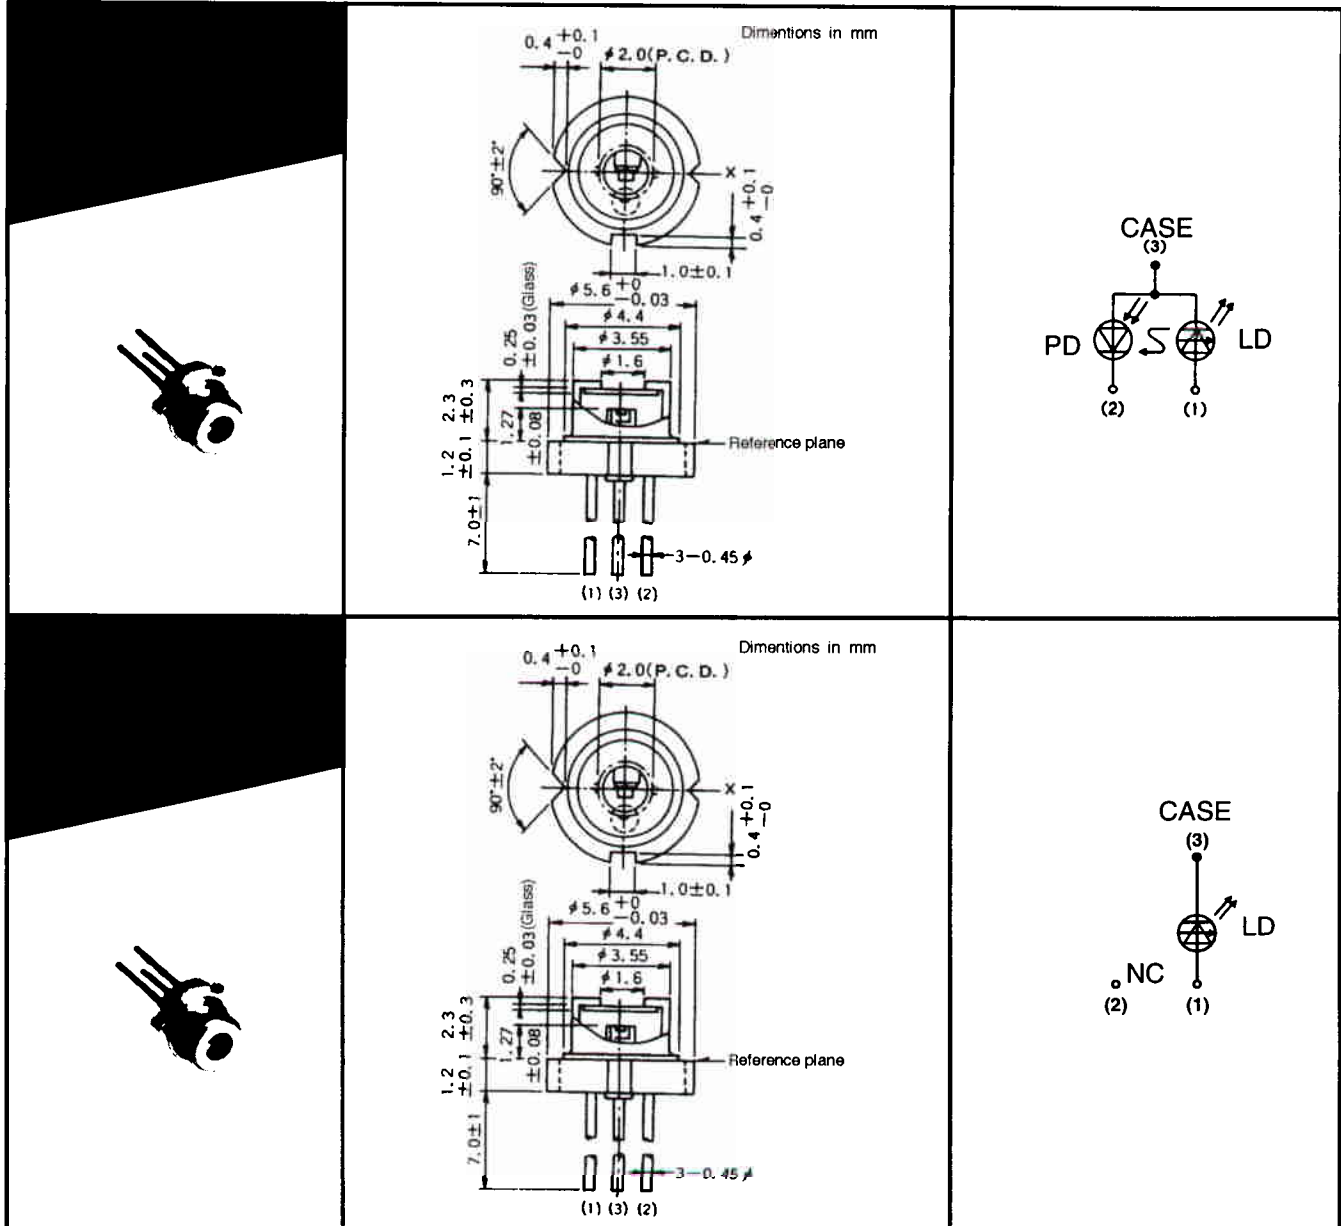 Dimentions in mm
0.4 +0.1 -0
φ2.0(P.C.D.)
90°±2°
X
0.4 +0.1 -0
1.0±0.1
φ5.6 +0 -0.03
φ4.4
φ3.55
φ1.6
0.25 ±0.03(Glass)
2.3 ±0.3
1.27 ±0.08
1.2 ±0.1
Reference plane
7.0±1
3-0.45φ
(1) (3) (2)
CASE
(3)
PD
LD
(2)
(1)
Dimentions in mm
0.4 +0.1 -0
φ2.0(P.C.D.)
90°±2°
X
0.4 +0.1 -0
1.0±0.1
φ5.6 +0 -0.03
φ4.4
φ3.55
φ1.6
0.25 ±0.03(Glass)
2.3 ±0.3
1.27 ±0.08
1.2 ±0.1
Reference plane
7.0±1
3-0.45φ
(1) (3) (2)
CASE
(3)
LD
NC
(2)
(1)